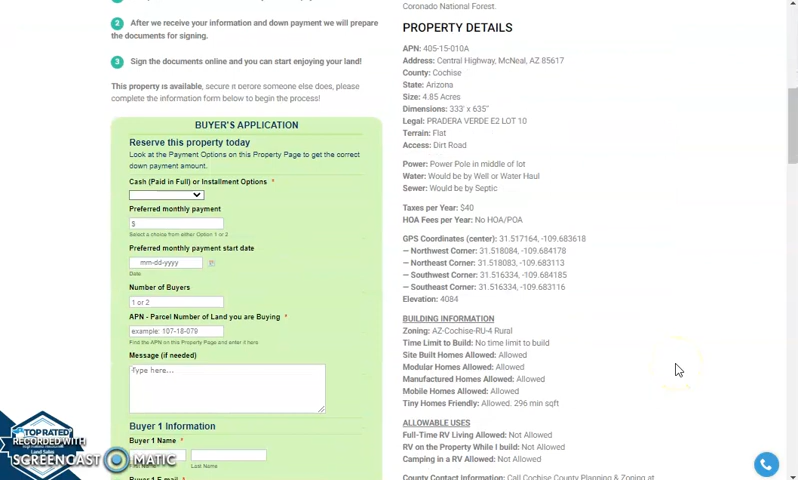 2 After we receive your information and down payment we will prepare
the documents for signing.
3 Sign the documents online and you can start enjoying your land!
This property is available, secure it before someone else does, please
complete the information form below to begin the process!
BUYER'S APPLICATION
Reserve this property today
Look at the Payment Options on this Property Page to get the correct
down payment amount.
Cash (Paid in Full) or Installment Options *
Preferred monthly payment
$
Select a choice from either Option 1 or 2
Preferred monthly payment start date
mm-dd-yyyy
Date
Number of Buyers
1 or 2
APN - Parcel Number of Land you are Buying *
example: 107-18-079
Find the APN on this Property Page and enter it here
Message (if needed)
Type here...
Buyer 1 Information
Buyer 1 Name *
Last Name
Buyer 1 E-mail *
TOP RATED
Land Sales
RECORDED WITH
SCREENCAST MATIC
Coronado National Forest.
PROPERTY DETAILS
APN: 405-15-010A
Address: Central Highway, McNeal, AZ 85617
County: Cochise
State: Arizona
Size: 4.85 Acres
Dimensions: 333' x 635"
Legal: PRADERA VERDE E2 LOT 10
Terrain: Flat
Access: Dirt Road
Power: Power Pole in middle of lot
Water: Would be by Well or Water Haul
Sewer: Would be by Septic
Taxes per Year: $40
HOA Fees per Year: No HOA/POA
GPS Coordinates (center): 31.517164, -109.683618
– Northwest Corner: 31.518084, -109.684178
– Northeast Corner: 31.518083, -109.683113
– Southwest Corner: 31.516334, -109.684185
– Southeast Corner: 31.516334, -109.683116
Elevation: 4084
BUILDING INFORMATION
Zoning: AZ-Cochise-RU-4 Rural
Time Limit to Build: No time limit to build
Site Built Homes Allowed: Allowed
Modular Homes Allowed: Allowed
Manufactured Homes Allowed: Allowed
Mobile Homes Allowed: Allowed
Tiny Homes Friendly: Allowed. 296 min sqft
ALLOWABLE USES
Full-Time RV Living Allowed: Not Allowed
RV on the Property While I build: Not Allowed
Camping in a RV Allowed: Not Allowed
County Contact Information: Call Cochise County Planning & Zoning at